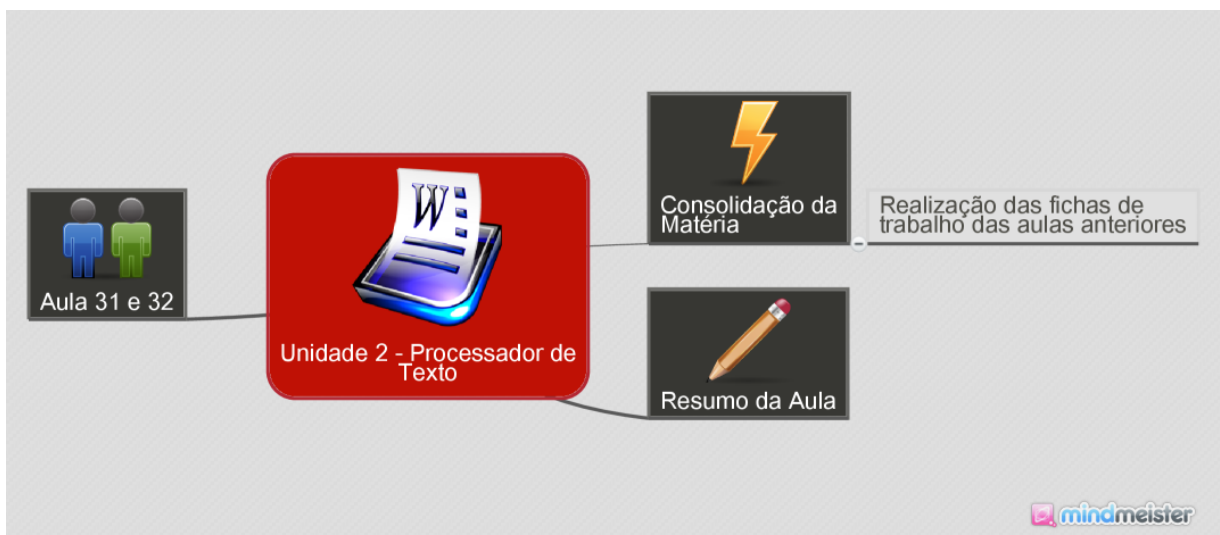 Aula 31 e 32
W
Unidade 2 - Processador de
Texto
Consolidação da
Matéria
Realização das fichas de
trabalho das aulas anteriores
Resumo da Aula
mindmeister